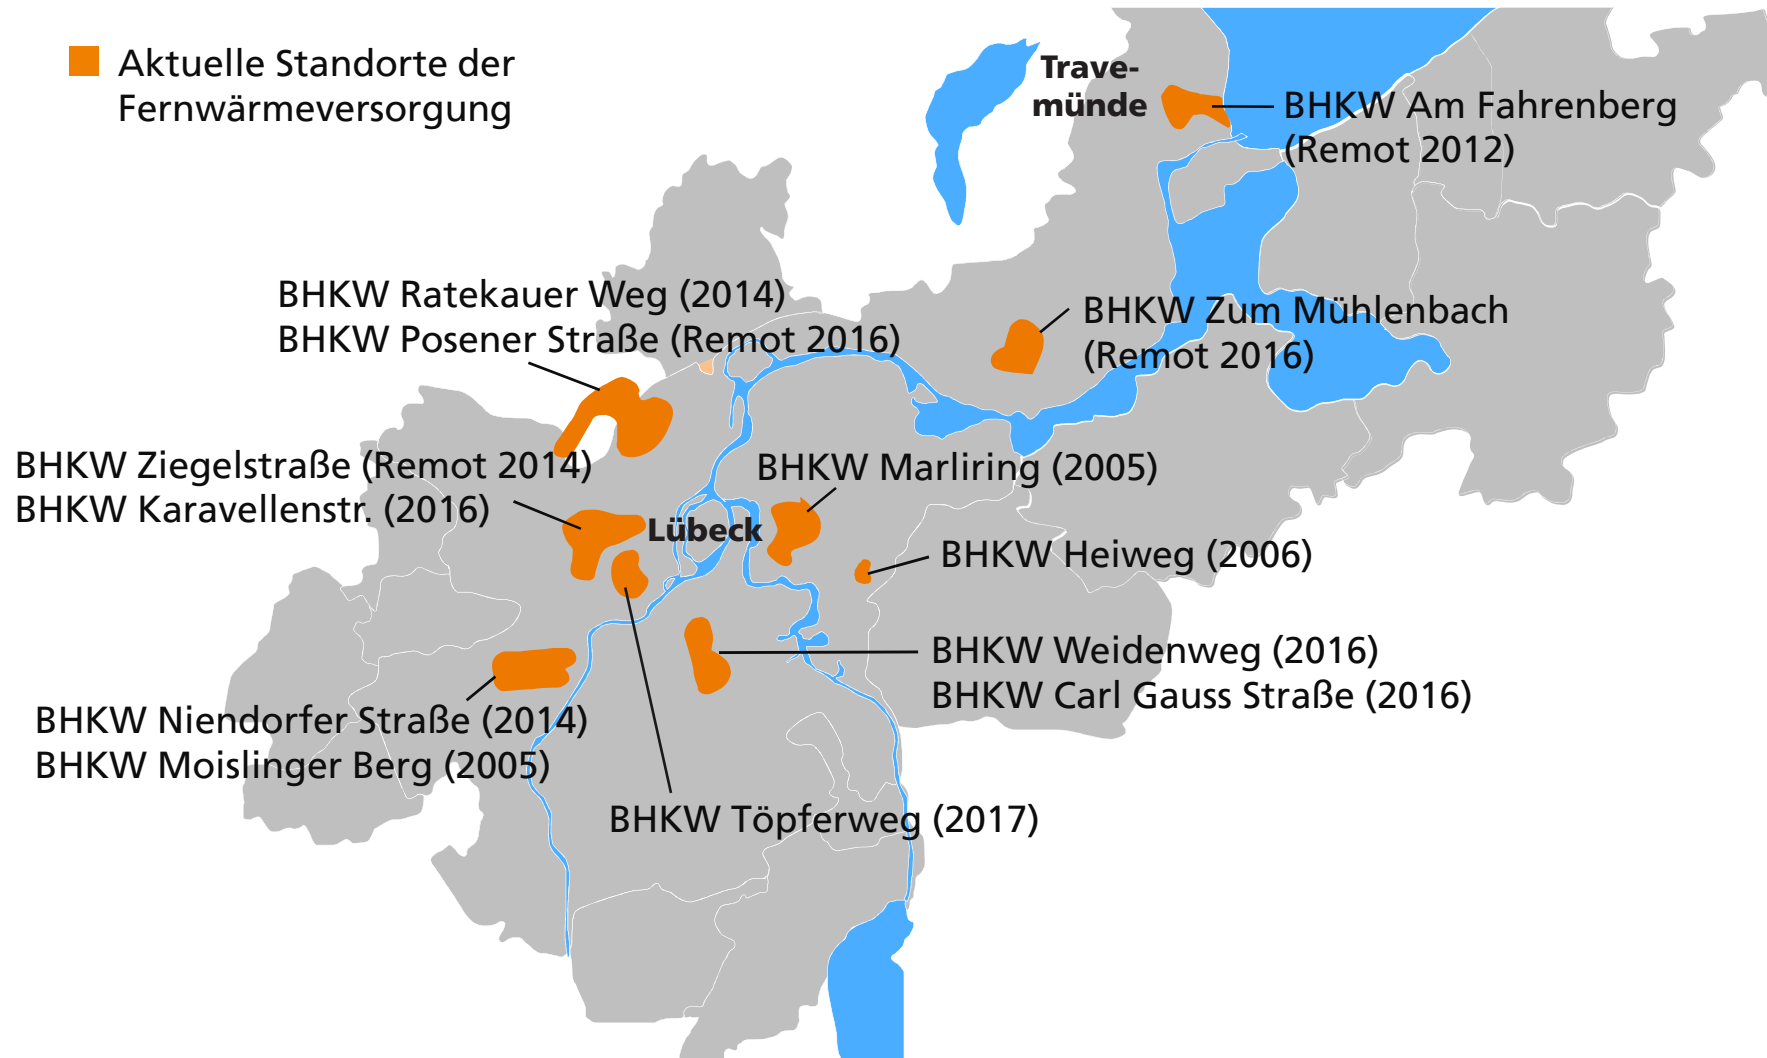 Aktuelle Standorte der
Fernwärmeversorgung
Trave-
münde
BHKW Am Fahrenberg
(Remot 2012)
BHKW Ratekauer Weg (2014)
BHKW Posener Straße (Remot 2016)
BHKW Zum Mühlenbach
(Remot 2016)
BHKW Ziegelstraße (Remot 2014)
BHKW Karavellenstr. (2016)
BHKW Marliring (2005)
Lübeck
BHKW Heiweg (2006)
BHKW Weidenweg (2016)
BHKW Carl Gauss Straße (2016)
BHKW Niendorfer Straße (2014)
BHKW Moislinger Berg (2005)
BHKW Töpferweg (2017)